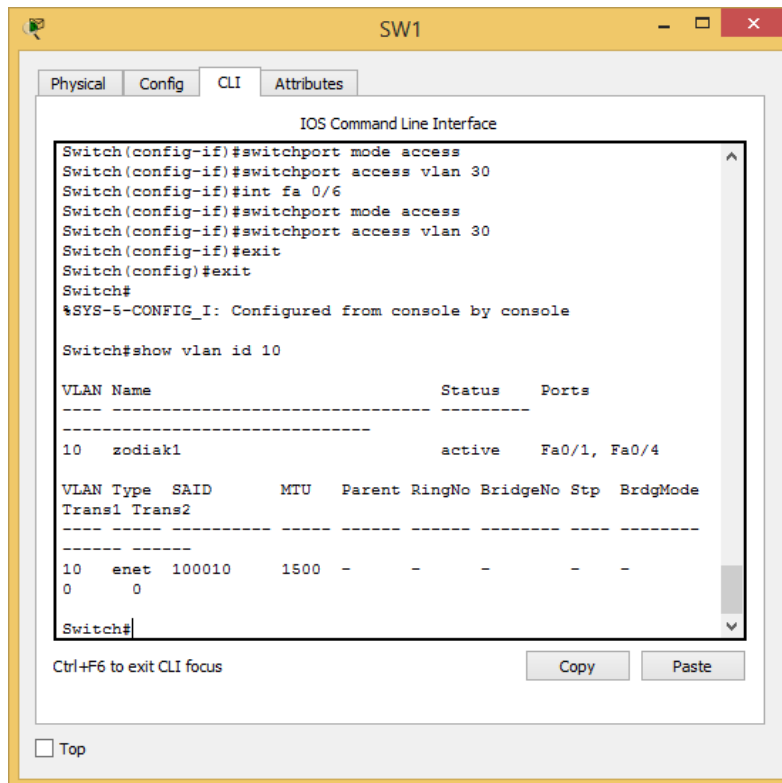 SW1
Physical Config CLI Attributes
IOS Command Line Interface
Switch(config-if)#switchport mode access
Switch(config-if)#switchport access vlan 30
Switch(config-if)#int fa 0/6
Switch(config-if)#switchport mode access
Switch(config-if)#switchport access vlan 30
Switch(config-if)#exit
Switch(config)#exit
Switch#
%SYS-5-CONFIG_I: Configured from console by console
Switch#show vlan id 10
VLAN Name Status Ports
---- -------------------------------- ---------
-------------------------------
10 zodiak1 active Fa0/1, Fa0/4
VLAN Type SAID MTU Parent RingNo BridgeNo Stp BrdgMode
Trans1 Trans2
---- ----- ---------- ----- ------ ------ -------- ---- --------
------ ------
10 enet 100010 1500 - - - - -
0 0
Switch#
Ctrl+F6 to exit CLI focus
Copy Paste
Top